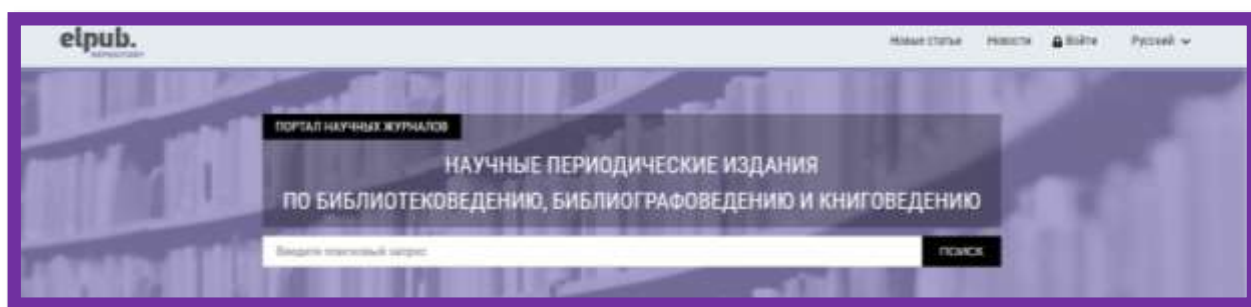 elpub.
Новые статьи Новости Войти Русский
ПОРТАЛ НАУЧНЫХ ЖУРНАЛОВ
НАУЧНЫЕ ПЕРИОДИЧЕСКИЕ ИЗДАНИЯ
ПО БИБЛИОТЕКОВЕДЕНИЮ, БИБЛИОГРАФОВЕДЕНИЮ И КНИГОВЕДЕНИЮ
Введите поисковый запрос
ПОИСК